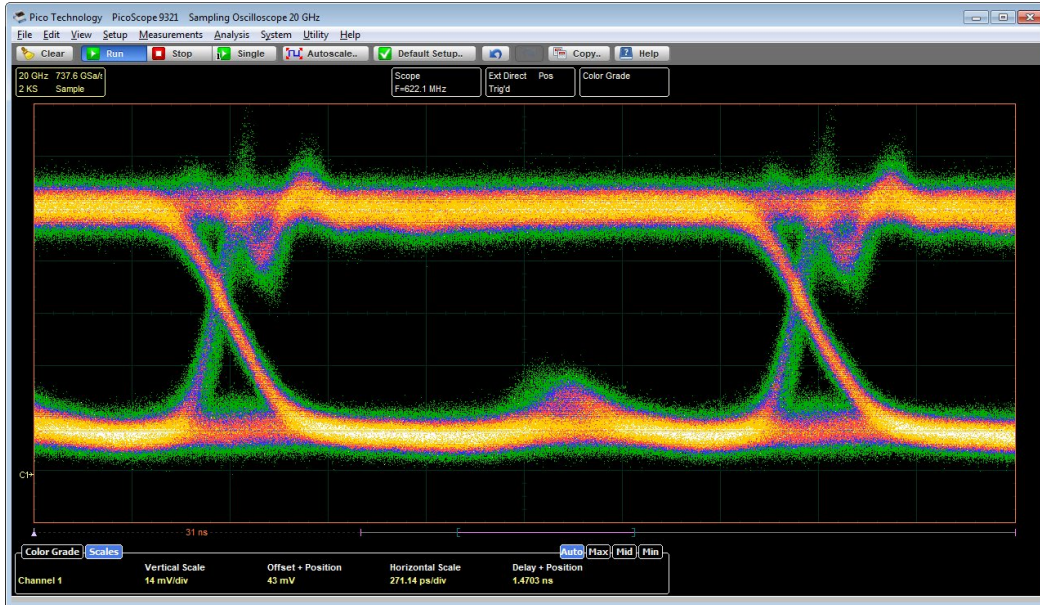 Pico Technology PicoScope 9321 Sampling Oscilloscope 20 GHz
File Edit View Setup Measurements Analysis System Utility Help
Clear Run Stop Single Autoscale.. Default Setup.. Copy.. Help
20 GHz 737.6 GSa/s Scope Ext Direct Pos Color Grade
2 KS Sample F=622.1 MHz Trig'd
C1+
31 ns
Color Grade Scales Auto Max Mid Min
Vertical Scale Offset + Position Horizontal Scale Delay + Position
Channel 1 14 mV/div 43 mV 271.14 ps/div 1.4703 ns